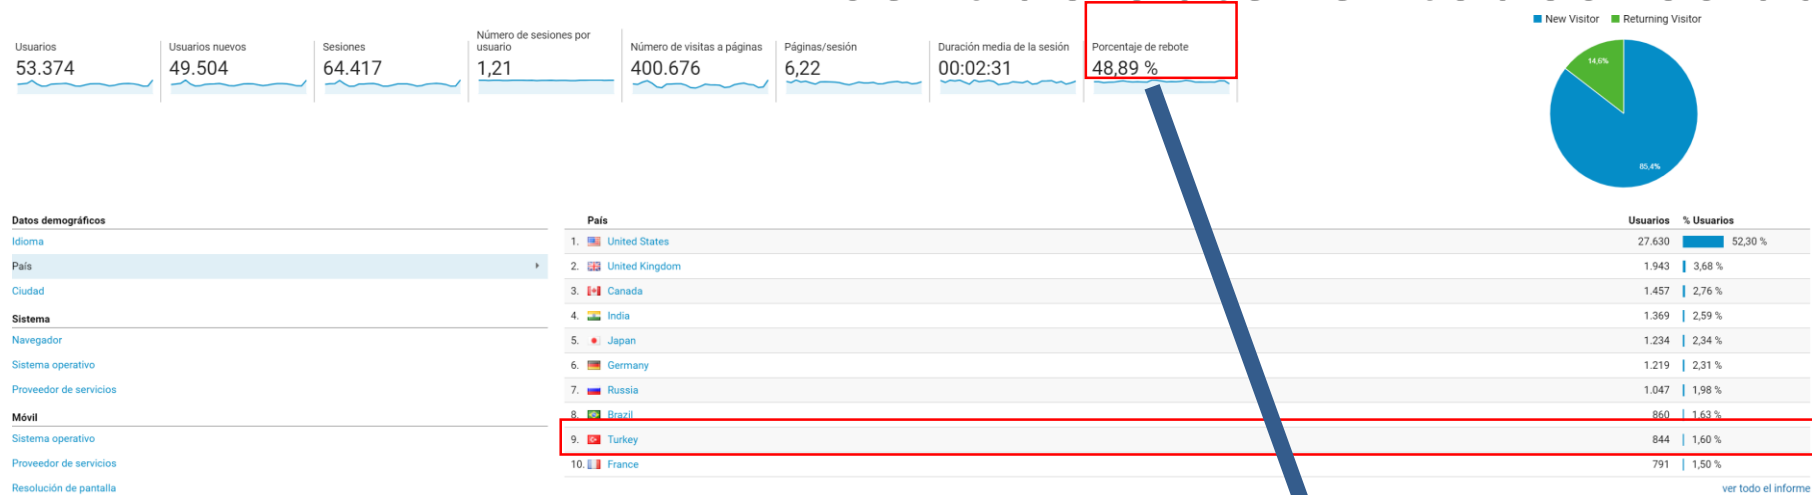 New Visitor Returning Visitor
Usuarios
53.374
Usuarios nuevos
49.504
Sesiones
64.417
Número de sesiones por
usuario
1,21
Número de visitas a páginas
400.676
Páginas/sesión
6,22
Duración media de la sesión
00:02:31
Porcentaje de rebote
48,89 %
14,6%
85,4%
Datos demográficos
Idioma
País
Ciudad
Sistema
Navegador
Sistema operativo
Proveedor de servicios
Móvil
Sistema operativo
Proveedor de servicios
Resolución de pantalla
País Usuarios % Usuarios
1. United States 27.630 52,30 %
2. United Kingdom 1.943 3,68 %
3. Canada 1.457 2,76 %
4. India 1.369 2,59 %
5. Japan 1.234 2,34 %
6. Germany 1.219 2,31 %
7. Russia 1.047 1,98 %
8. Brazil 860 1,63 %
9. Turkey 844 1,60 %
10. France 791 1,50 %
ver todo el informe